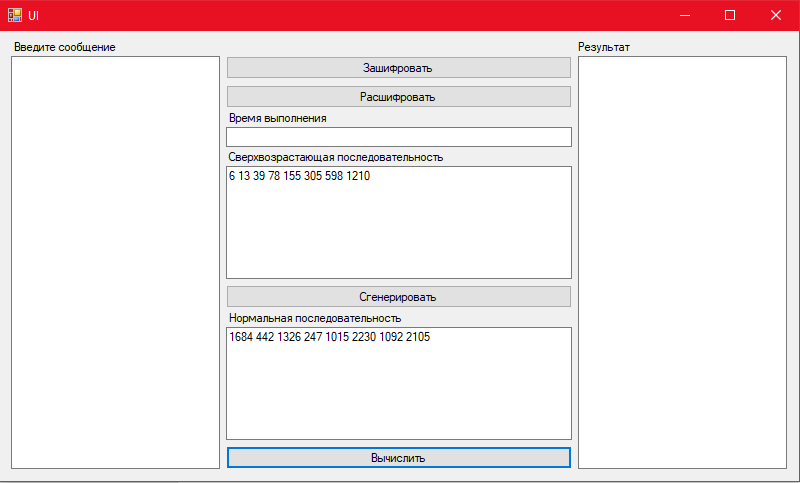 UI
Введите сообщение
Зашифровать
Расшифровать
Время выполнения
Сверхвозрастающая последовательность
6 13 39 78 155 305 598 1210
Сгенерировать
Нормальная последовательность
1684 442 1326 247 1015 2230 1092 2105
Вычислить
Результат